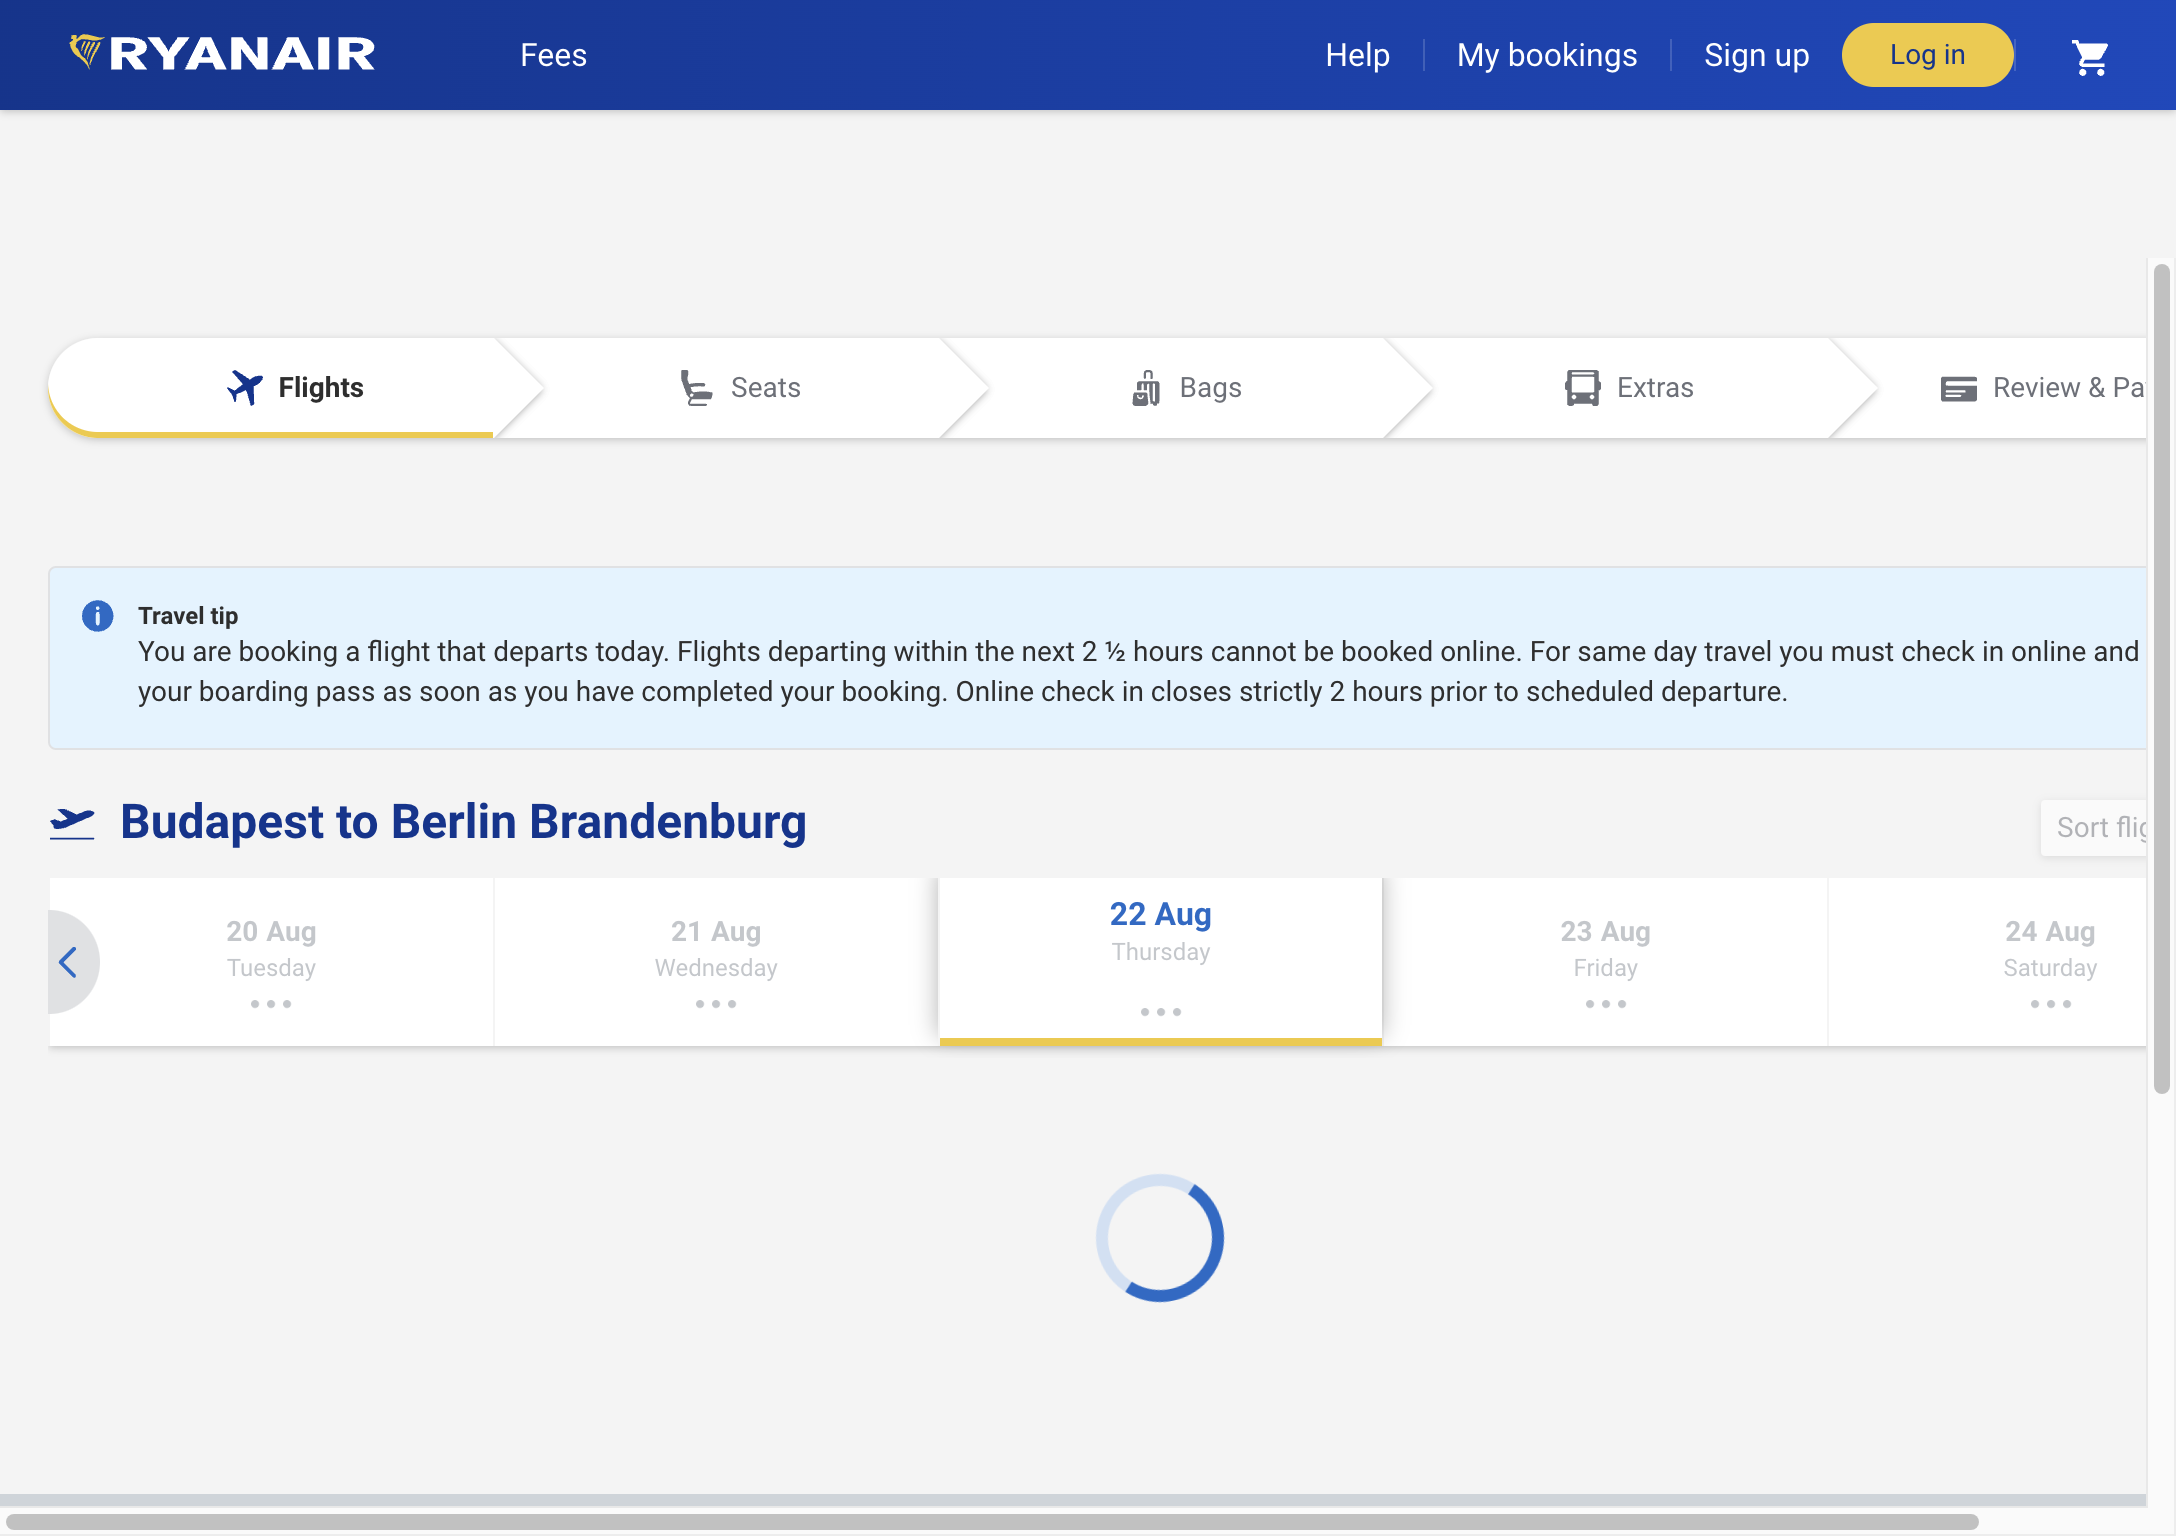 RYANAIR
Fees
Help
My bookings
Sign up
Log in
Flights
Seats
Bags
Extras
Review &
Travel tip
You are booking a flight that departs today. Flights departing within the next 2 ½ hours cannot be booked online. For same day travel you must check in online and
your boarding pass as soon as you have completed your booking. Online check in closes strictly 2 hours prior to scheduled departure.
Budapest to Berlin Brandenburg
Sort
20 Aug
Tuesday
21 Aug
Wednesday
22 Aug
Thursday
23 Aug
Friday
24 Aug
Saturday